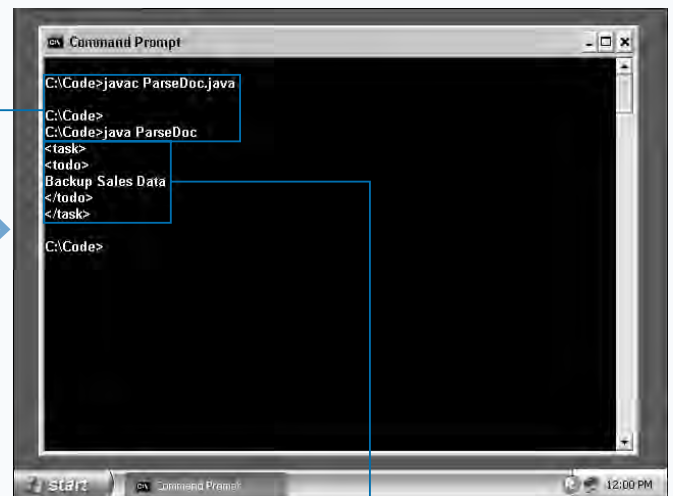 Command Prompt
C:\Code>javac ParseDoc.java
C:\Code>
C:\Code>java ParseDoc
<task>
<todo>
Backup Sales Data
</todo>
</task>
C:\Code>
start
Command Prompt
12:00 PM